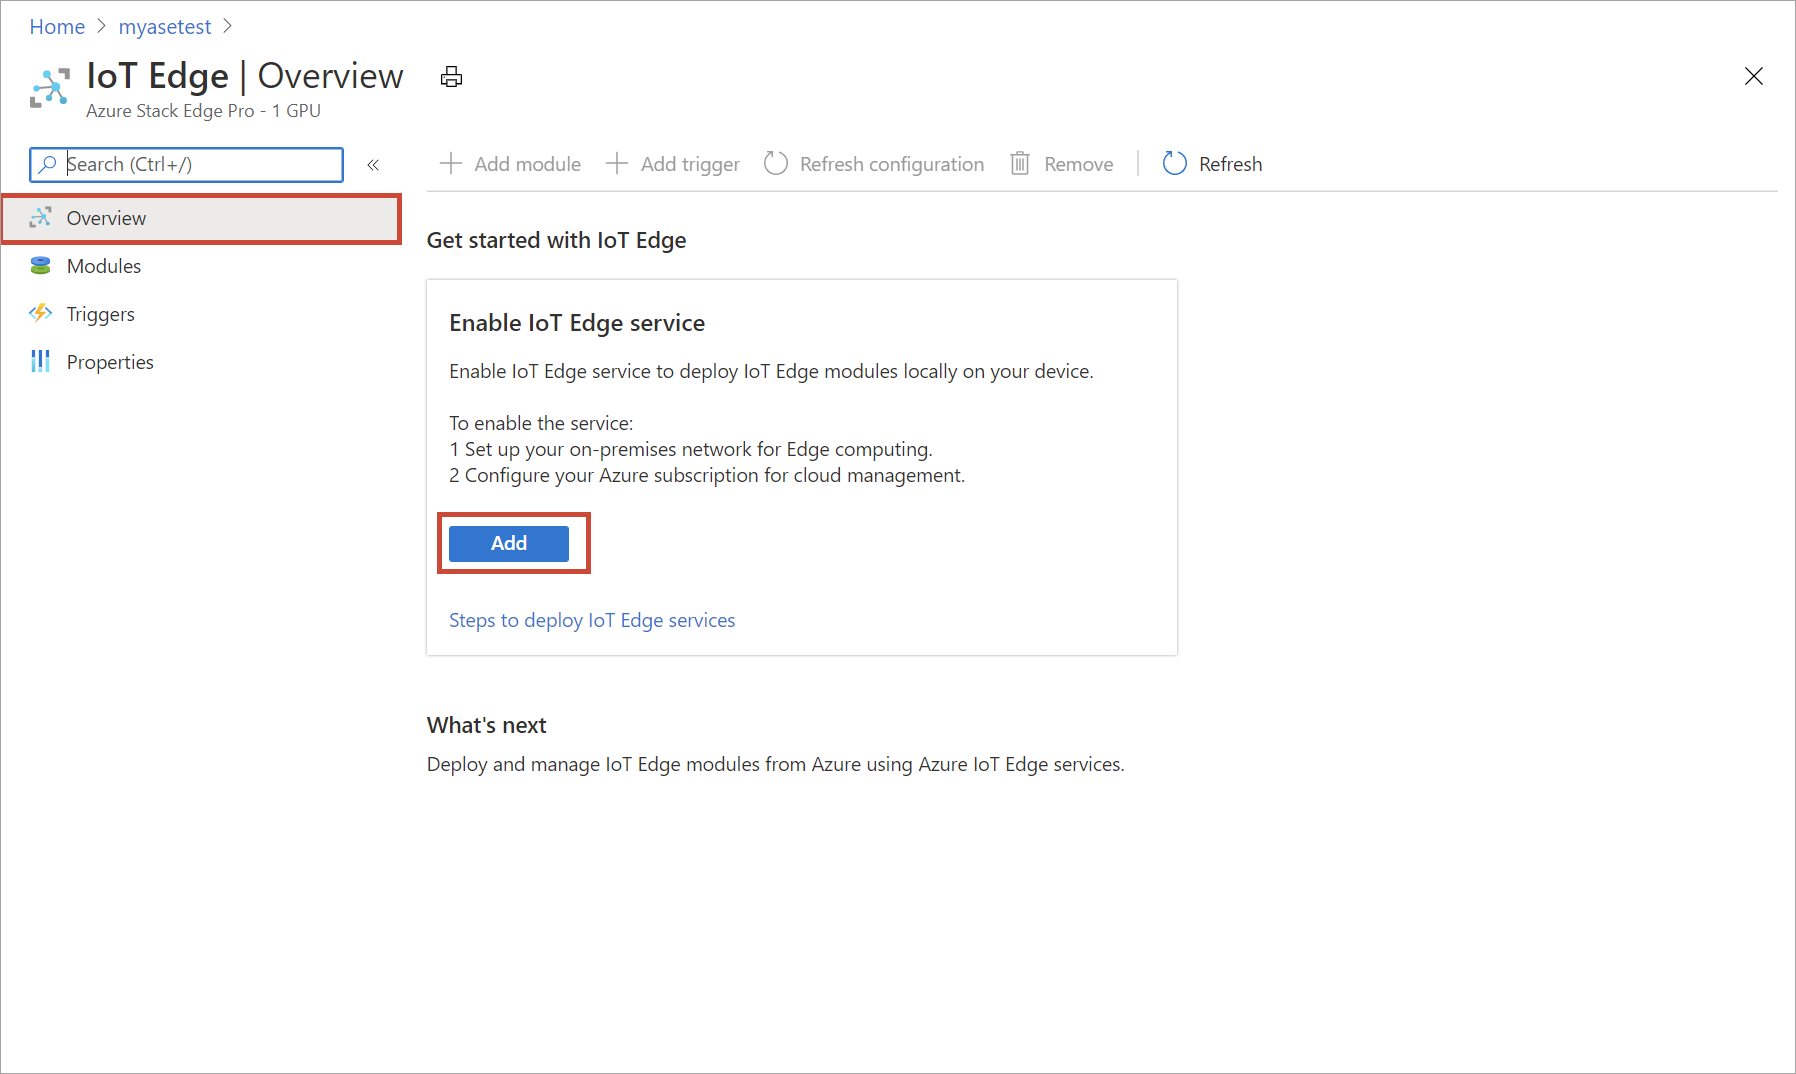 Home > myasetest >
IoT Edge | Overview
Azure Stack Edge Pro - 1 GPU
Search (Ctrl+/)
«
Add module
Add trigger
Refresh configuration
Remove
Refresh
Overview
Modules
Triggers
Properties
Get started with IoT Edge
Enable IoT Edge service
Enable IoT Edge service to deploy IoT Edge modules locally on your device.
To enable the service:
1 Set up your on-premises network for Edge computing.
2 Configure your Azure subscription for cloud management.
Add
Steps to deploy IoT Edge services
What's next
Deploy and manage IoT Edge modules from Azure using Azure IoT Edge services.